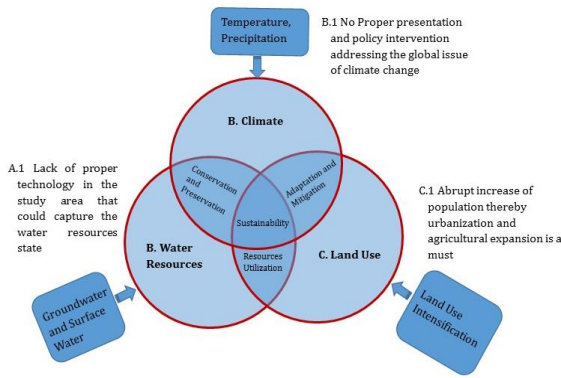 Temperature,
Precipitation
B.1 No Proper presentation
and policy intervention
addressing the global issue
of climate change
B. Climate
A.1 Lack of proper
technology in the
study area that
could capture the
water resources
state
Conservation
and
Preservation
Adaptation and
Mitigation
C.1 Abrupt increase of
population thereby
urbanization and
agricultural expansion is a
must
Sustainability
B. Water
Resources
Resources
Utilization
C. Land Use
Groundwater
and Surface
Water
Land Use
Intensification